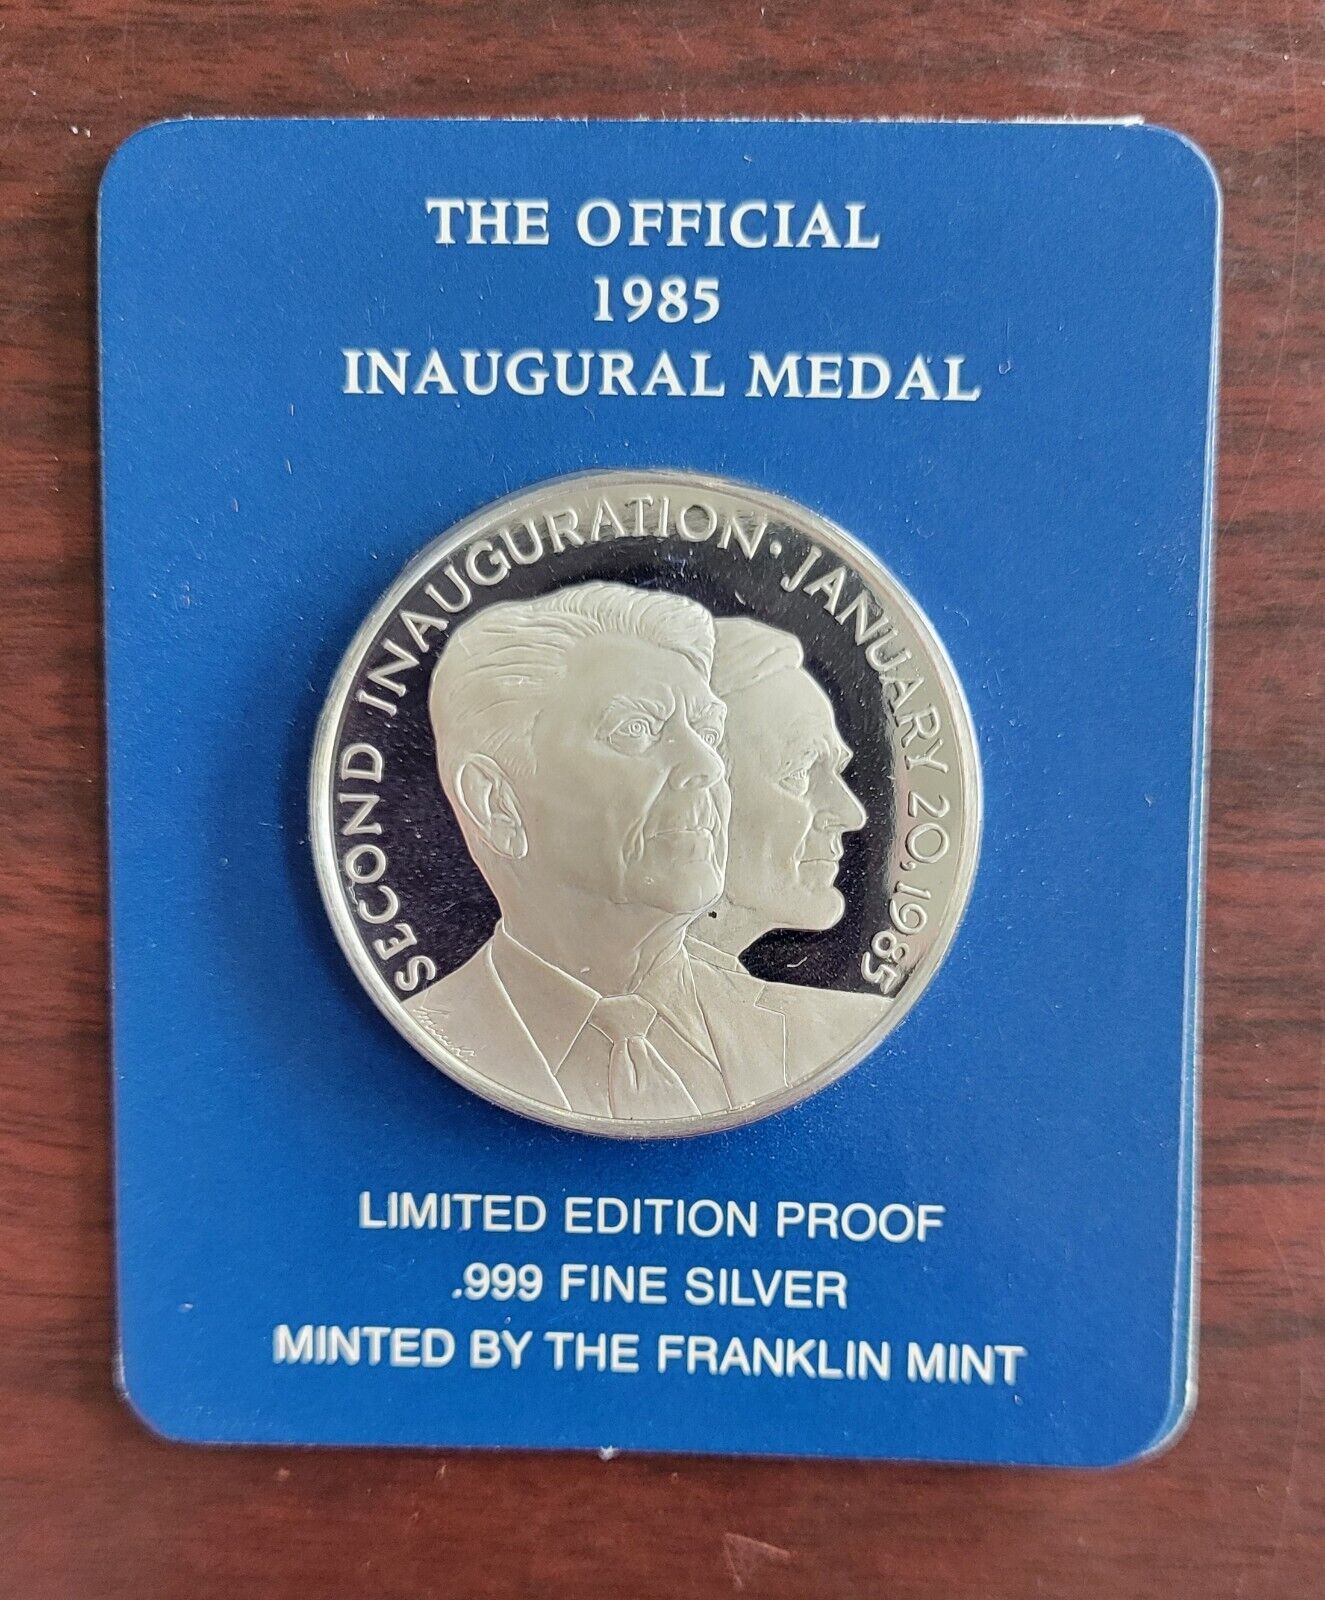 THE OFFICIAL
1985
INAUGURAL MEDAL
SECOND INAUGURATION · JANUARY 20, 1985
LIMITED EDITION PROOF
.999 FINE SILVER
MINTED BY THE FRANKLIN MINT